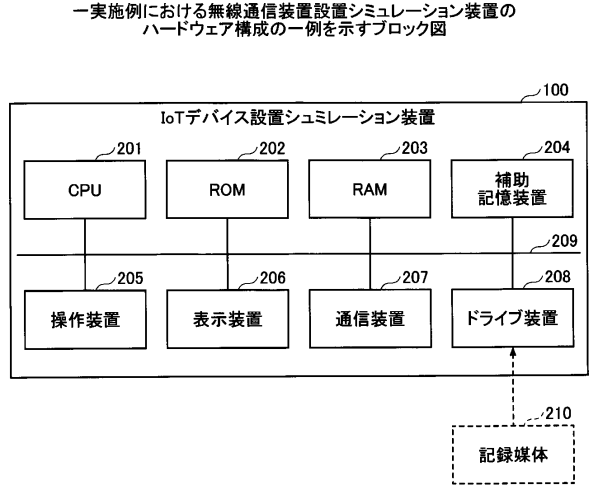 一実施例における無線通信装置設置シミュレーション装置の
ハードウェア構成の一例を示すブロック図
100
IoTデバイス設置シュミレーション装置
201
202
203
204
CPU
ROM
RAM
補助
記憶装置
209
205
206
207
208
操作装置
表示装置
通信装置
ドライブ装置
210
記録媒体